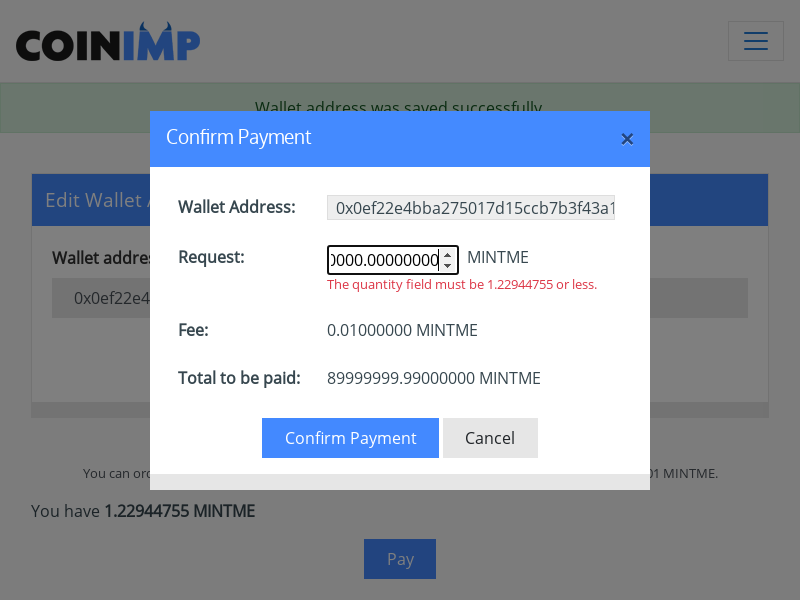 COINIMP
Wallet address was saved successfully
Confirm Payment
×
Edit Wallet
Wallet Address:
0x0ef22e4bba275017d15ccb7b3f43a1
Wallet addre
0x0ef22e4
Request:
0000.00000000
MINTME
The quantity field must be 1.22944755 or less.
Fee:
0.01000000 MINTME
Total to be paid:
89999999.99000000 MINTME
Confirm Payment
Cancel
You can or
01 MINTME.
You have 1.22944755 MINTME
Pay